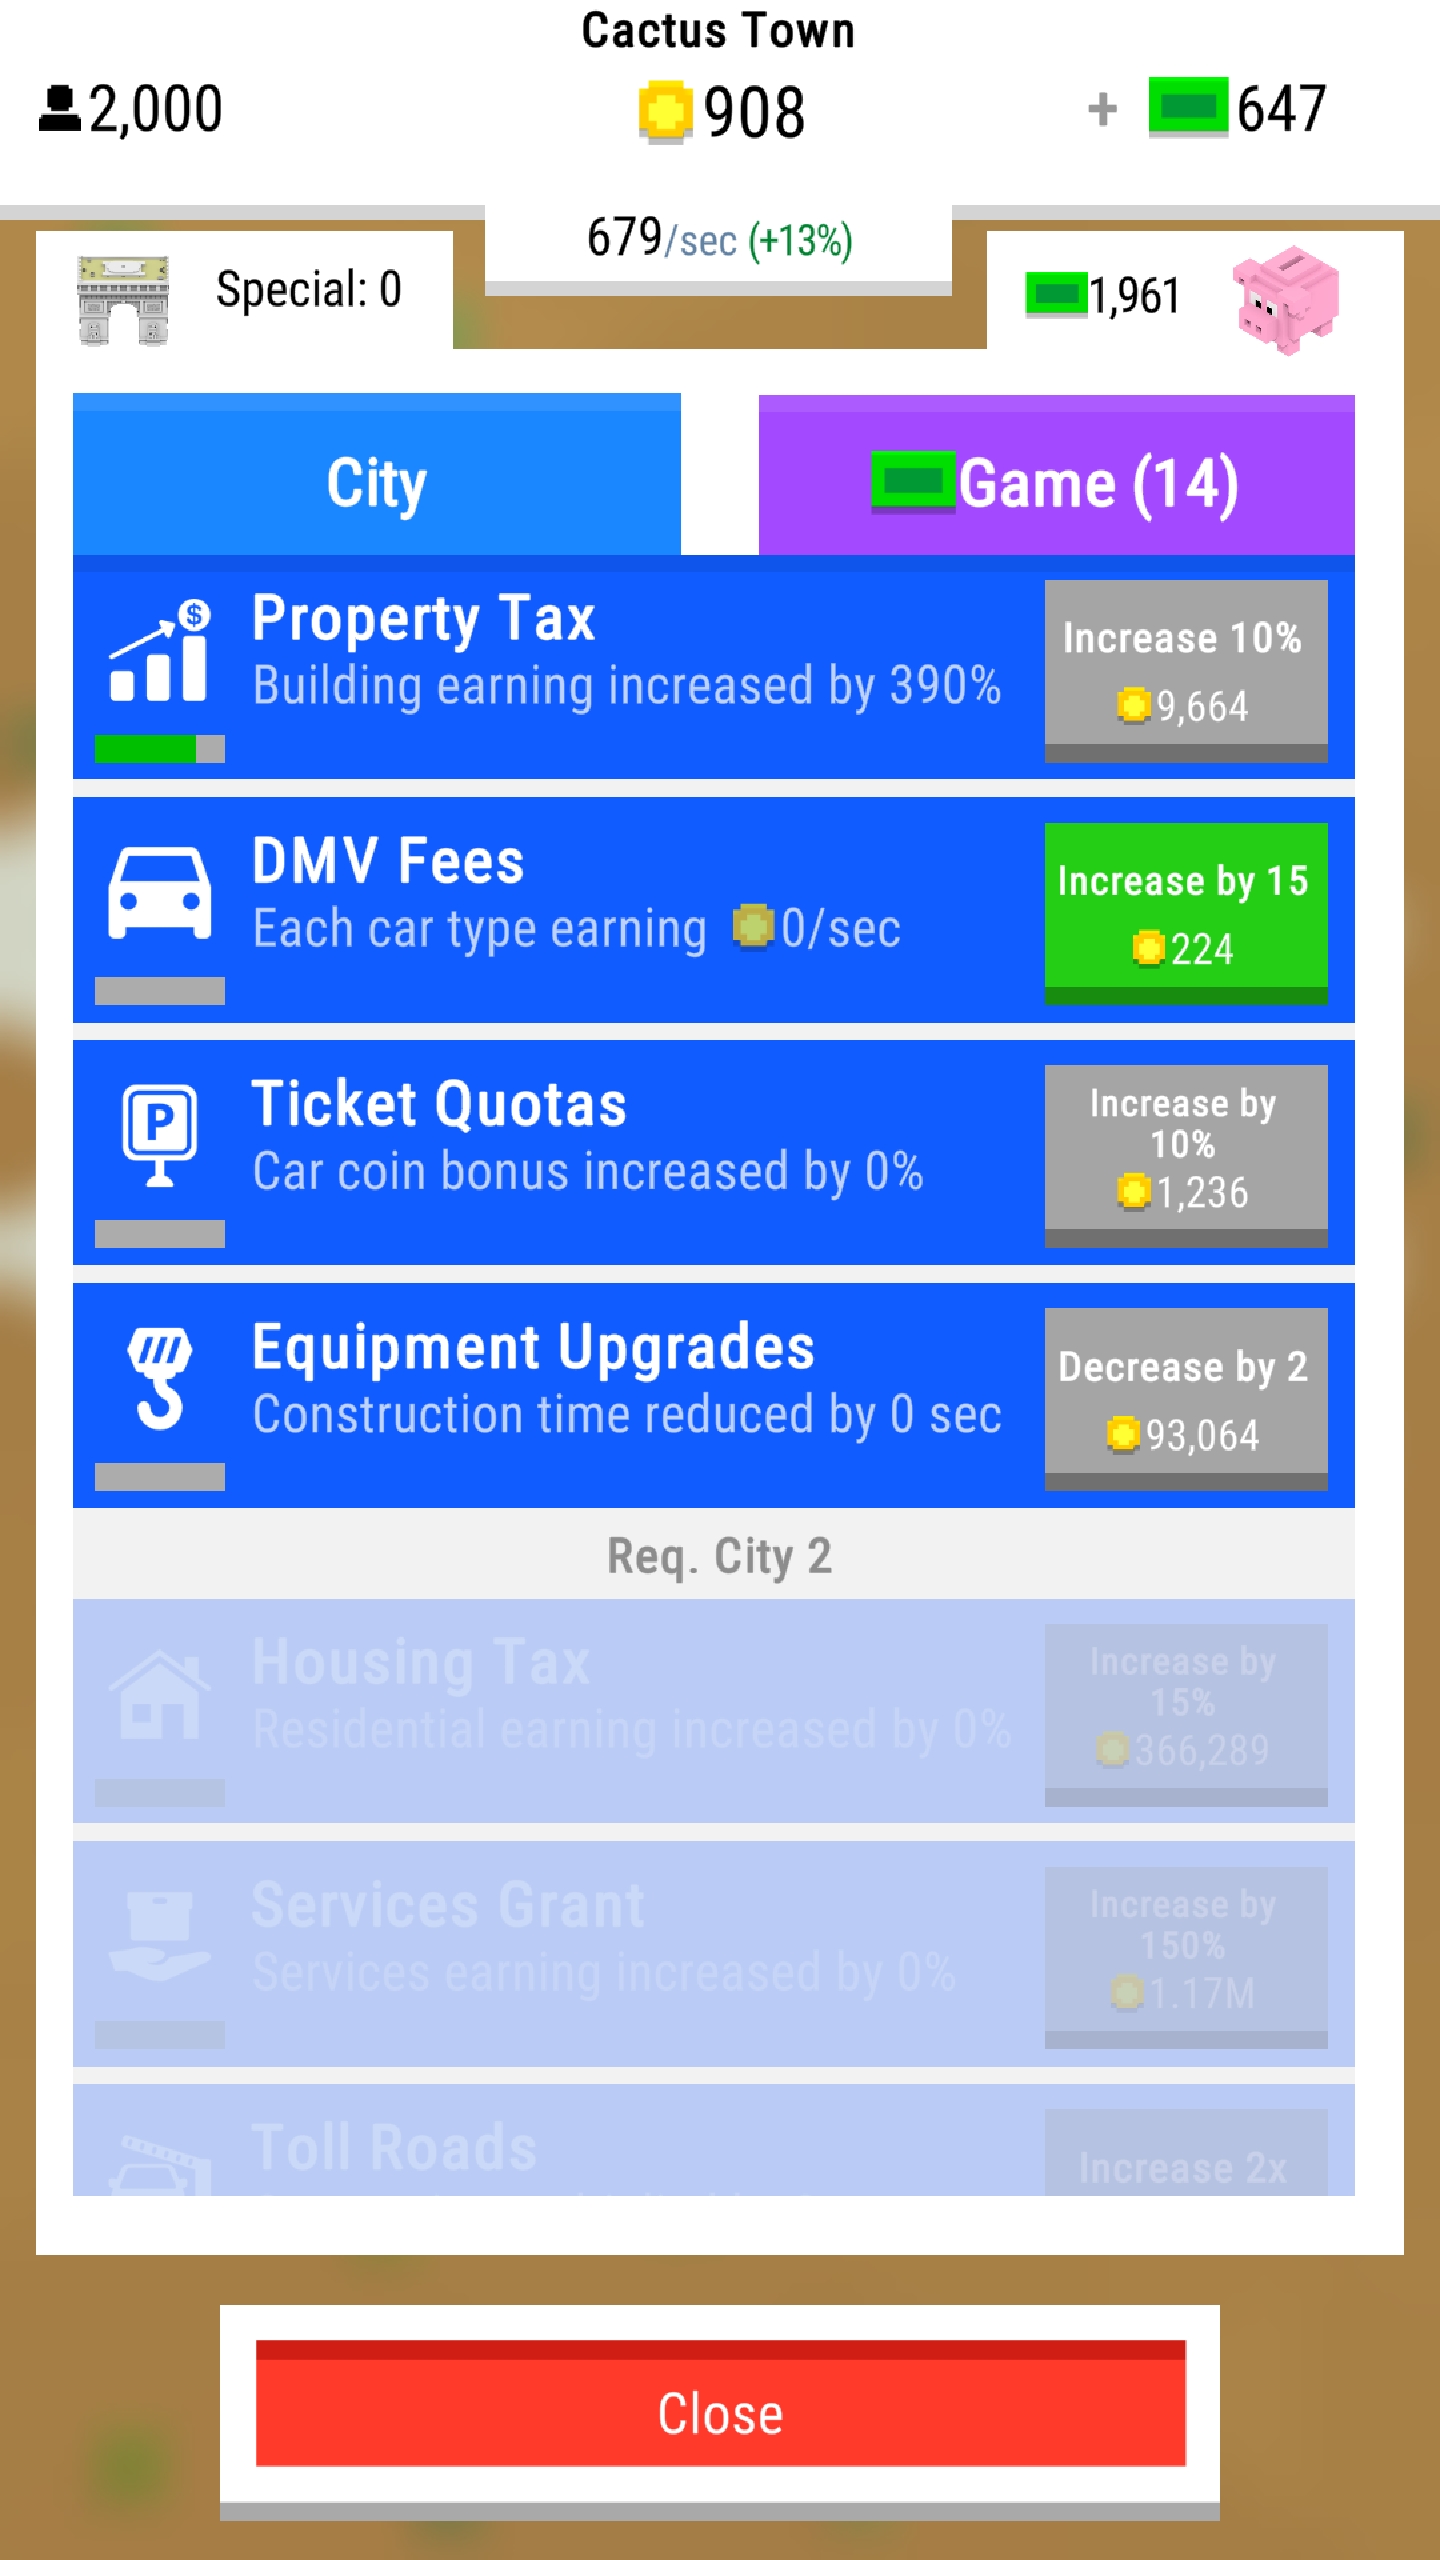 Cactus Town
2,000
908
+ 647
679/sec (+13%)
Special: 0
1,961
City
Game (14)
Property Tax
Building earning increased by 390%
Increase 10%
9,664
DMV Fees
Each car type earning 0/sec
Increase by 15
224
Ticket Quotas
Car coin bonus increased by 0%
Increase by
10%
1,236
Equipment Upgrades
Construction time reduced by 0 sec
Decrease by 2
93,064
Req. City 2
Housing Tax
Residential earning increased by 0%
Increase by
15%
366,289
Services Grant
Services earning increased by 0%
Increase by
150%
1.17M
Toll Roads
Increase 2x
Close